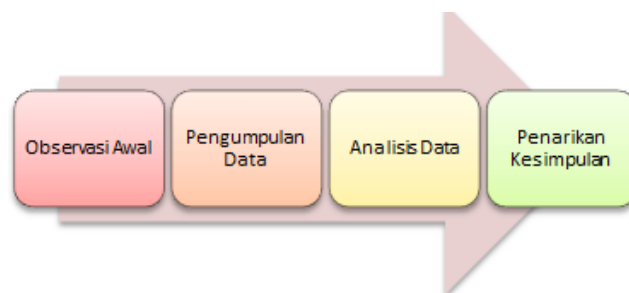 Observasi Awal
Pengumpulan
Data
Analisis Data
Penarikan
Kesimpulan